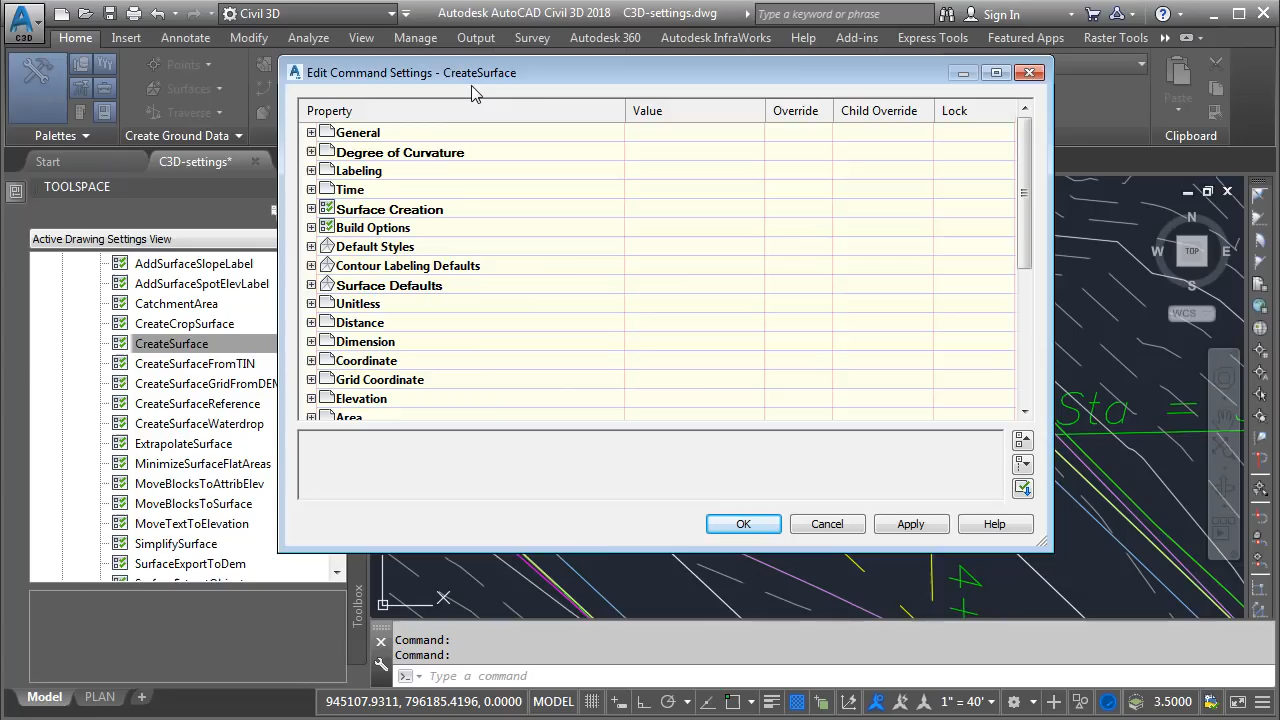 Civil 3D
Autodesk AutoCAD Civil 3D 2018 C3D-settings.dwg
Type a keyword or phrase
Sign In
C3D
Home Insert Annotate Modify Analyze View Manage Output Survey Autodesk 360 Autodesk InfraWorks Help Add-ins Express Tools Featured Apps Raster Tools
Points
Surfaces
Traverse
Paste
Palettes
Create Ground Data
Clipboard
Start
C3D-settings*
TOOLSPACE
Active Drawing Settings View
AddSurfaceSlopeLabel
AddSurfaceSpotElevLabel
CatchmentArea
CreateCropSurface
CreateSurface
CreateSurfaceFromTIN
CreateSurfaceGridFromDEM
CreateSurfaceReference
CreateSurfaceWaterdrop
ExtrapolateSurface
MinimizeSurfaceFlatAreas
MoveBlocksToAttribElev
MoveBlocksToSurface
MoveTextToElevation
SimplifySurface
SurfaceExportToDem
Toolbox
Edit Command Settings - CreateSurface
Property Value Override Child Override Lock
General
Degree of Curvature
Labeling
Time
Surface Creation
Build Options
Default Styles
Contour Labeling Defaults
Surface Defaults
Unitless
Distance
Dimension
Coordinate
Grid Coordinate
Elevation
Area
OK Cancel Apply Help
N
W TOP E
S
WCS
Sta =
X
Command:
Command:
Type a command
Model PLAN +
945107.9311, 796185.4196, 0.0000 MODEL 1" = 40' 3.5000